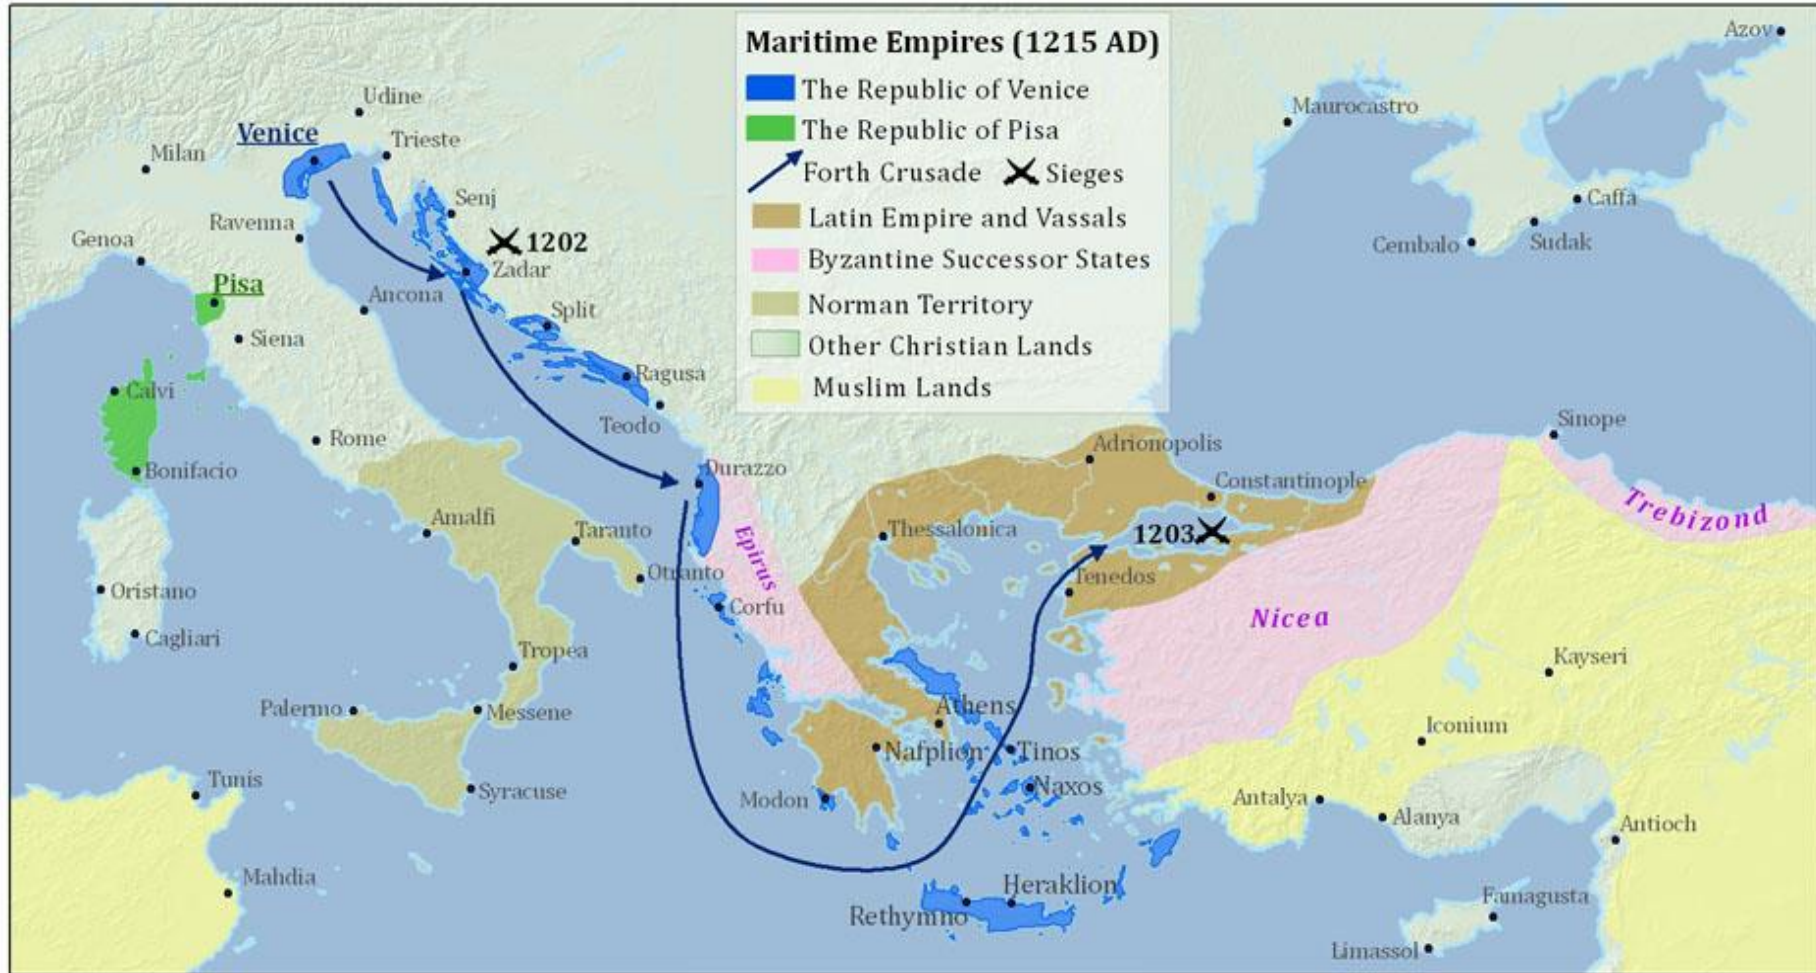 Maritime Empires (1215 AD)
The Republic of Venice
The Republic of Pisa
Forth Crusade
Sieges
Latin Empire and Vassals
Byzantine Successor States
Norman Territory
Other Christian Lands
Muslim Lands
Azov
Udine
Maurocastro
Venice
Trieste
Milan
Senj
Caffa
Ravenna
Genoa
1202
Sudak
Cembalo
Zadar
Pisa
Ancona
Split
Siena
Ragusa
Calvi
Teodo
Sinope
Rome
Adrionopolis
Bonifacio
Durazzo
Constantinople
Trebizond
Amalfi
Taranto
Thessalonica
1203
Epirus
Otranto
Tenedos
Oristano
Corfu
Nicea
Cagliari
Tropea
Kayseri
Palermo
Messene
Athens
Iconium
Nafplion
Tinos
Tunis
Syracuse
Naxos
Modon
Antalya
Alanya
Antioch
Mahdia
Heraklion
Famagusta
Rethymno
Limassol